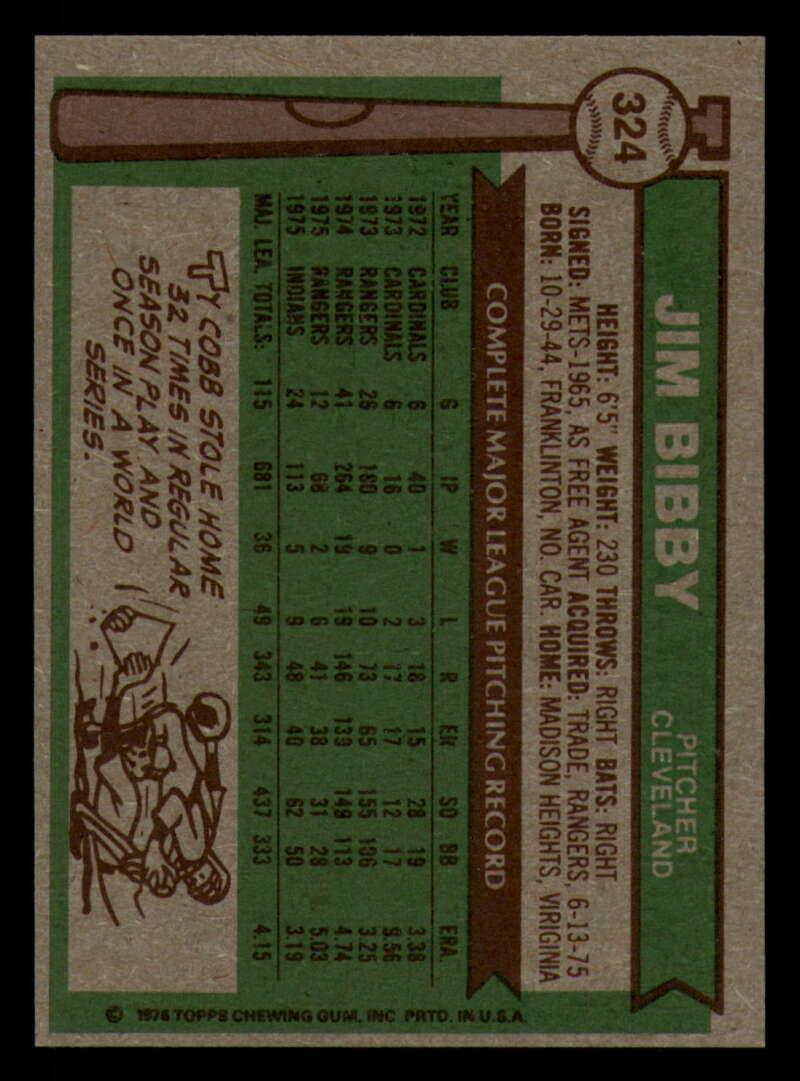 324
JIM BIBBY
PITCHER
CLEVELAND
HEIGHT: 6'5" WEIGHT: 230 THROWS: RIGHT BATS: RIGHT
SIGNED: METS-1965, AS FREE AGENT ACQUIRED: TRADE, RANGERS, 6-13-75
BORN: 10-29-44, FRANKLINTON, NO. CAR. HOME: MADISON HEIGHTS, VIRIGINIA
COMPLETE MAJOR LEAGUE PITCHING RECORD
YEAR CLUB G IP W L R ER SO BB ERA
1972 CARDINALS 6 40 1 3 18 15 28 19 3.38
1973 CARDINALS 6 16 0 2 17 17 12 17 9.56
1973 RANGERS 26 180 9 10 73 65 155 106 3.25
1974 RANGERS 41 264 19 19 146 139 149 113 4.74
1975 RANGERS 12 68 2 6 41 38 31 28 5.03
1975 INDIANS 24 113 5 9 48 40 62 50 3.19
MAJ. LEA. TOTALS: 115 681 36 49 343 314 437 333 4.15
TY COBB STOLE HOME
32 TIMES IN REGULAR
SEASON PLAY AND
ONCE IN A WORLD
SERIES.
© 1976 TOPPS CHEWING GUM, INC. PRTD. IN U.S.A.